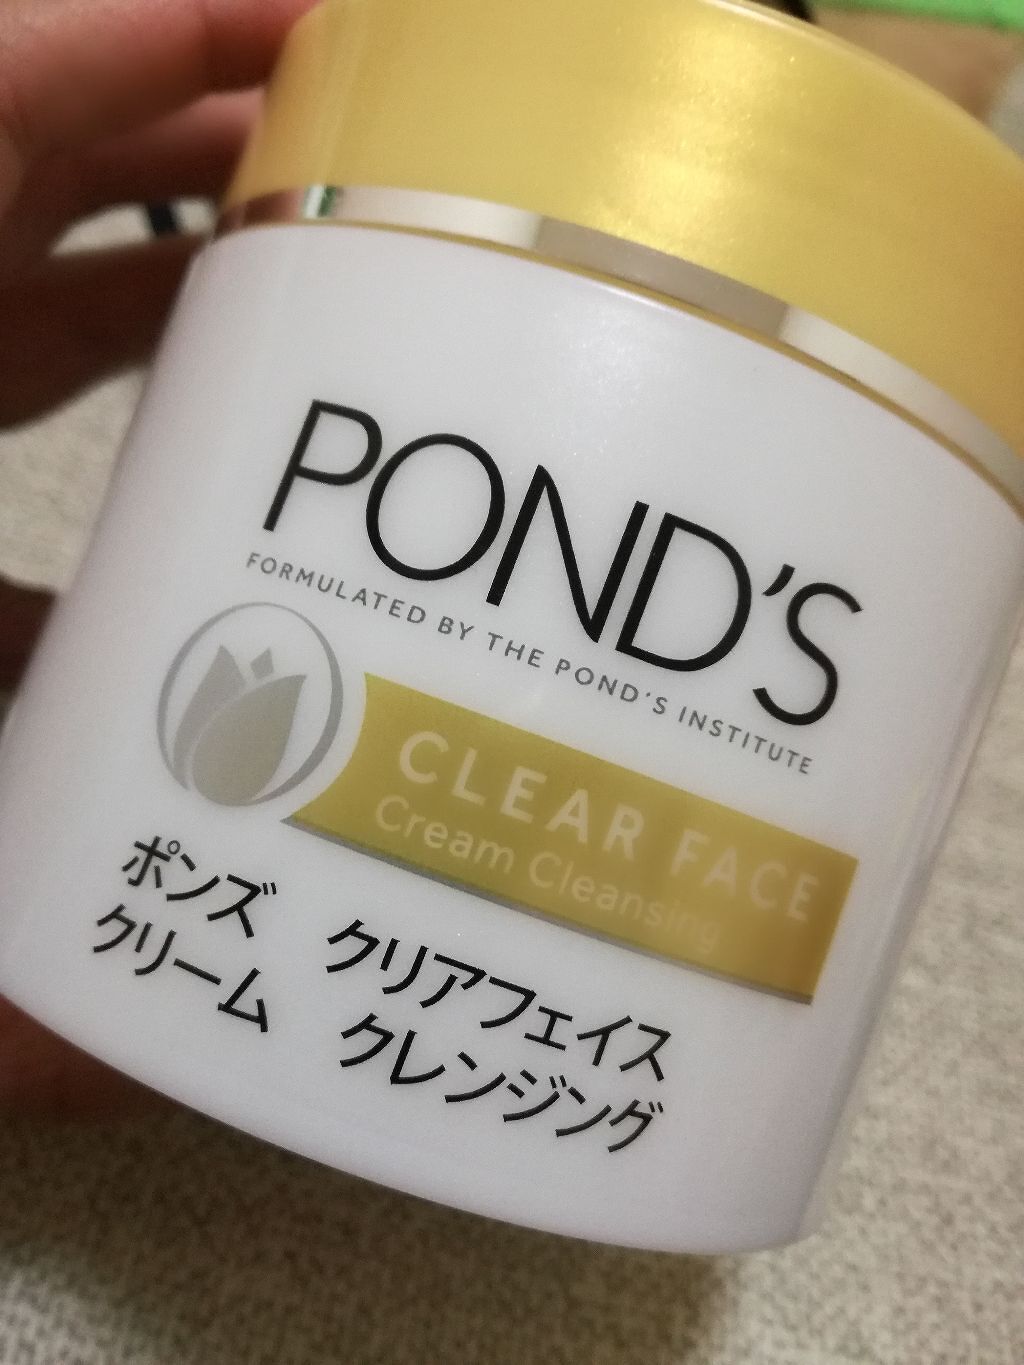 POND'S
FORMULATED BY THE POND'S INSTITUTE
CLEAR FACE
Cream Cleansing
ポンズ クリアフェイス
クリーム クレンジング